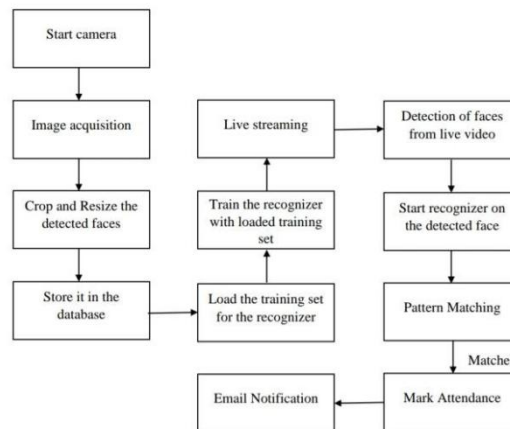 Start camera
Image acquisition
Crop and Resize the
detected faces
Store it in the
database
Load the training set
for the recognizer
Train the recognizer
with loaded training
set
Live streaming
Detection of faces
from live video
Start recognizer on
the detected face
Pattern Matching
Matche
Mark Attendance
Email Notification